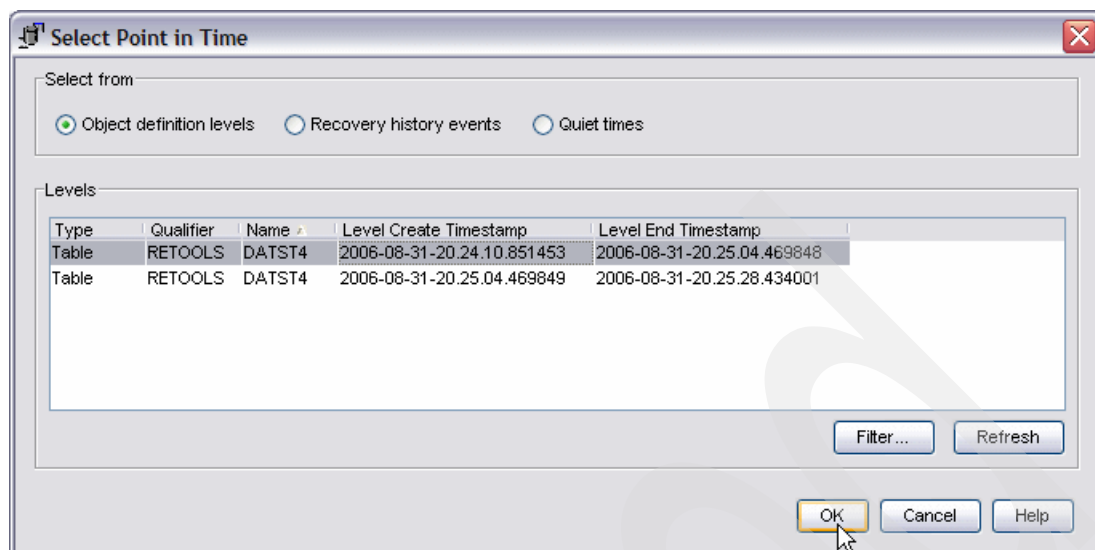 Select Point in Time
Select from
Object definition levels Recovery history events Quiet times
Levels
Type Qualifier Name Level Create Timestamp Level End Timestamp
Table RETOOLS DATST4 2006-08-31-20.24.10.851453 2006-08-31-20.25.04.469848
Table RETOOLS DATST4 2006-08-31-20.25.04.469849 2006-08-31-20.25.28.434001
Filter... Refresh
OK Cancel Help